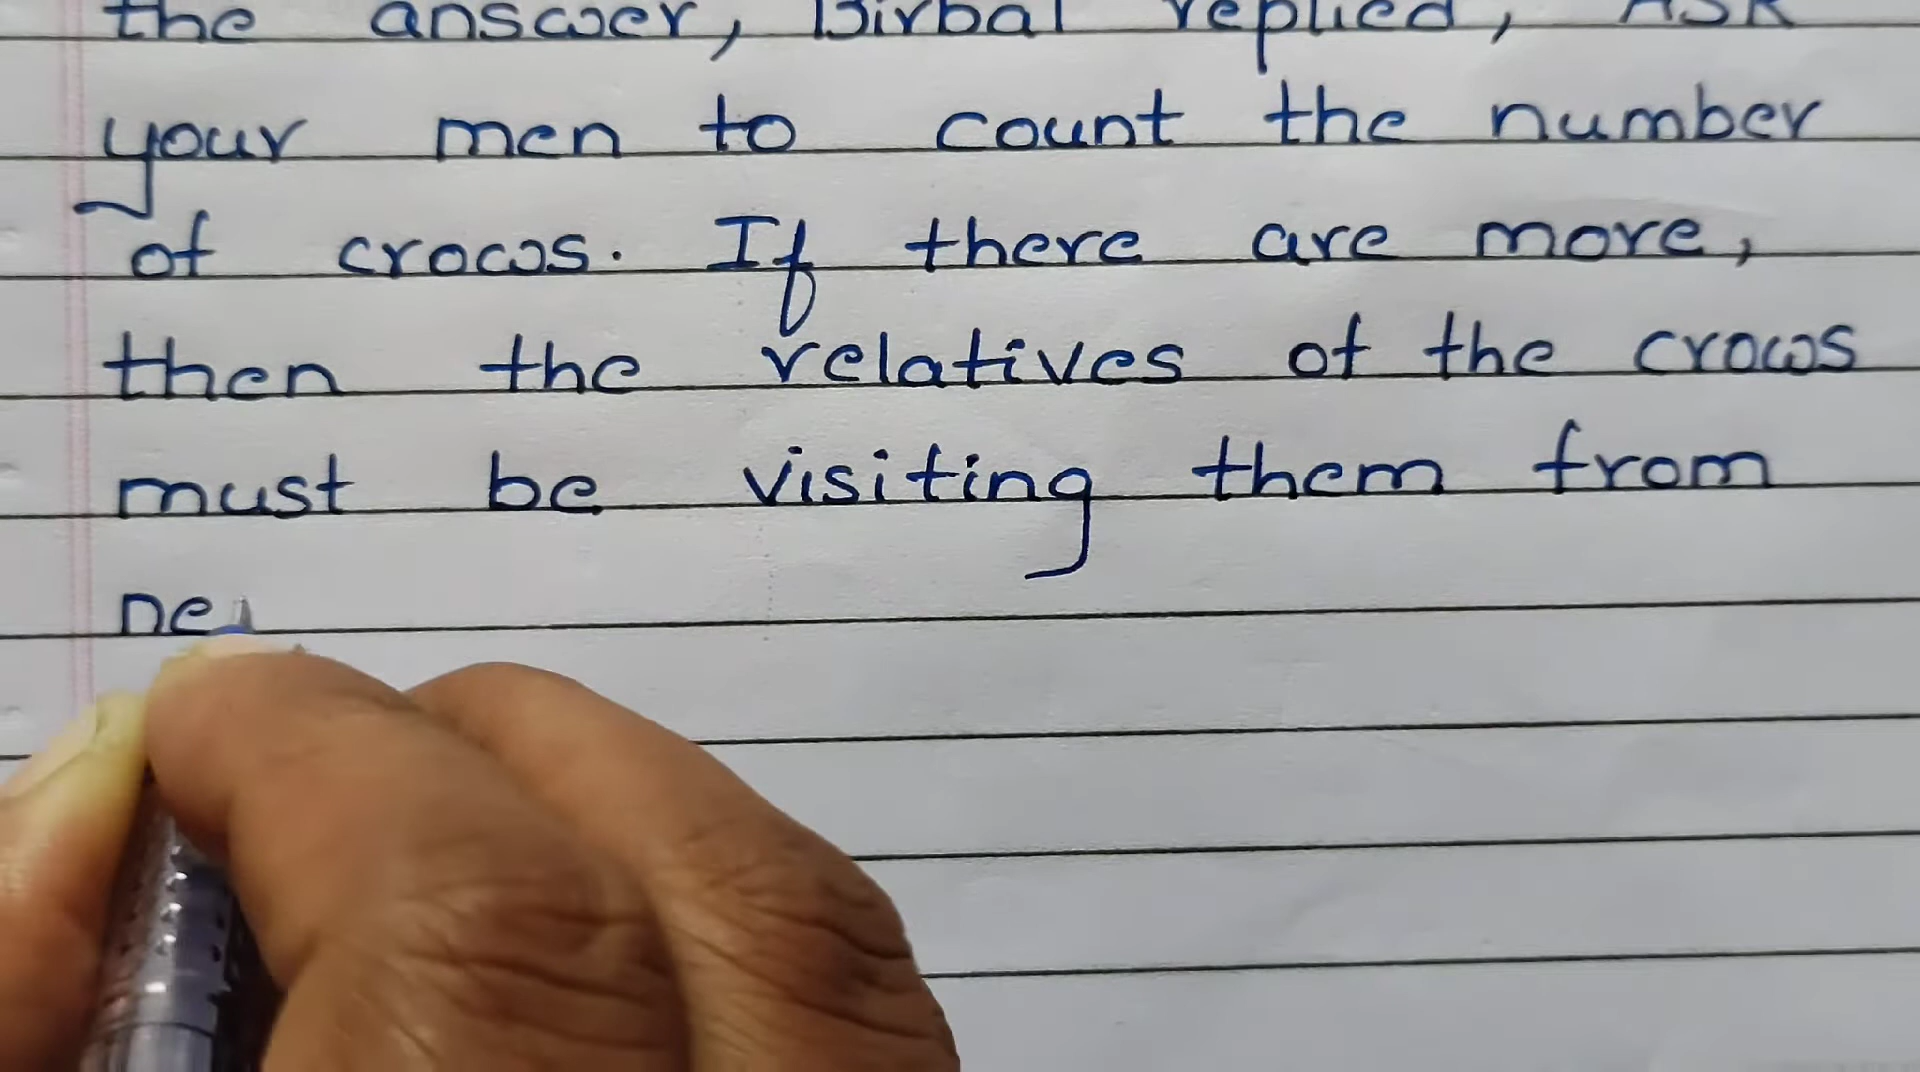 the answer, Birbal replied, Ask
your men to count the number
of crows. If there are more,
then the relatives of the crows
must be visiting them from
ne